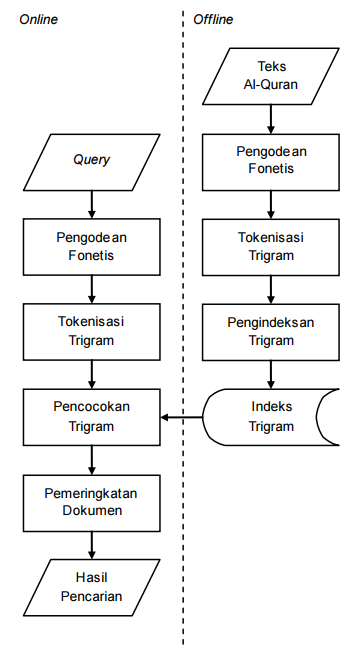 Online
Offline
Teks
Al-Quran
Query
Pengodean
Fonetis
Pengodean
Fonetis
Tokenisasi
Trigram
Tokenisasi
Trigram
Pengindeksan
Trigram
Pencocokan
Trigram
Indeks
Trigram
Pemeringkatan
Dokumen
Hasil
Pencarian